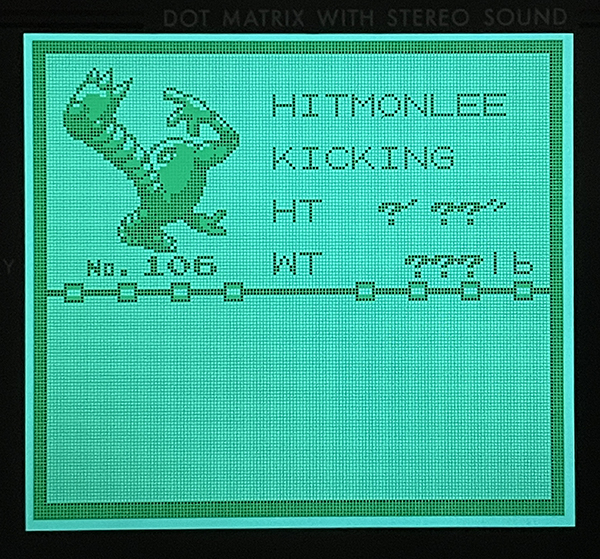 DOT MATRIX WITH STEREO SOUND
HITMONLEE
KICKING
HT ?′ ??″
No. 106
WT ???lb